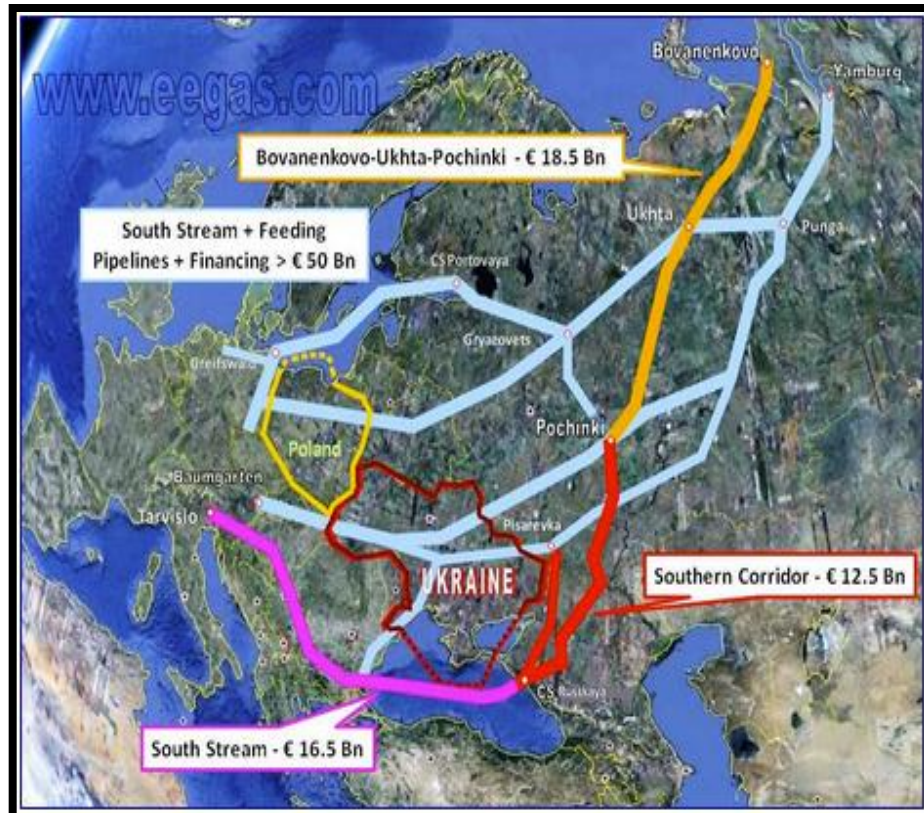 Bovanenkovo
Yamburg
www.eegas.com
Bovanenkovo-Ukhta-Pochinki - € 18.5 Bn
Ukhta
Punga
South Stream + Feeding
Pipelines + Financing > € 50 Bn
CS Portovaya
Gryazovets
Greifswald
Pochinki
Poland
Baumgarten
Tarvisio
Pisarevka
UKRAINE
Southern Corridor - € 12.5 Bn
CS Russkaya
South Stream - € 16.5 Bn